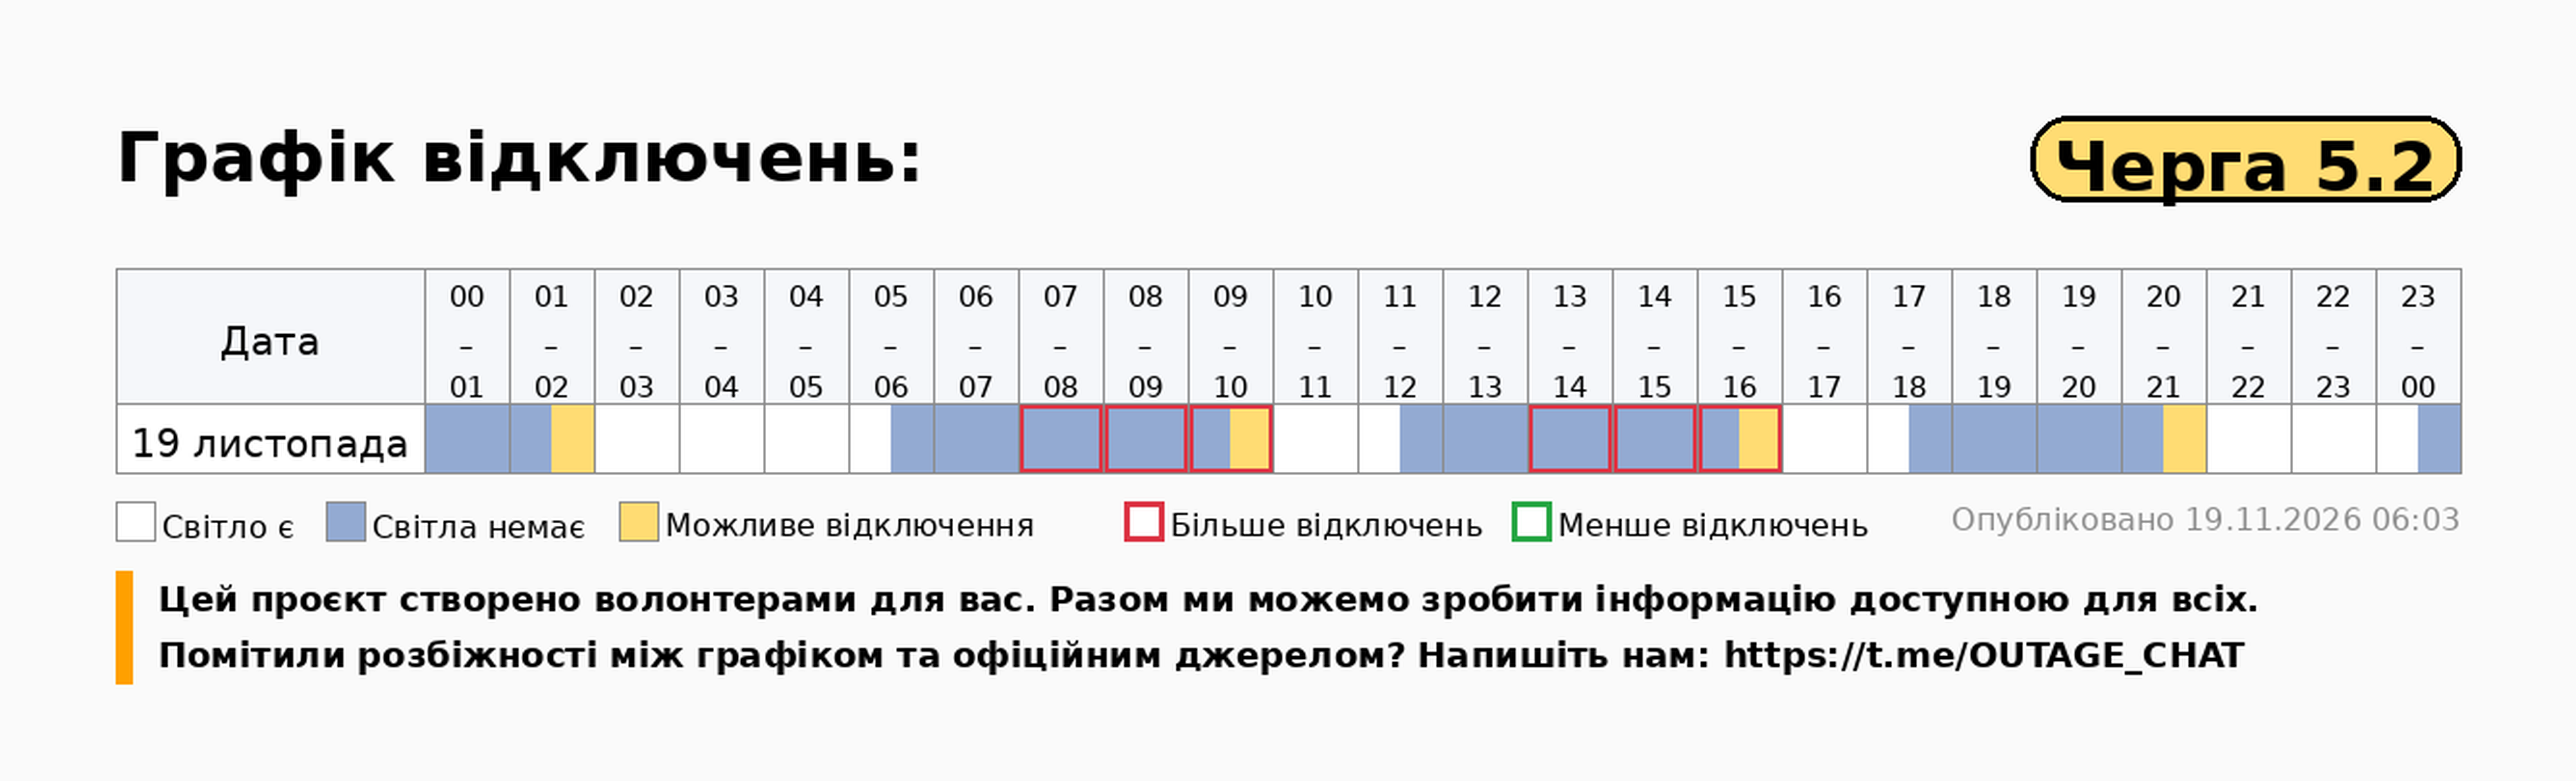 Графік відключень:
Черга 5.2
Дата
00 – 01
01 – 02
02 – 03
03 – 04
04 – 05
05 – 06
06 – 07
07 – 08
08 – 09
09 – 10
10 – 11
11 – 12
12 – 13
13 – 14
14 – 15
15 – 16
16 – 17
17 – 18
18 – 19
19 – 20
20 – 21
21 – 22
22 – 23
23 – 00
19 листопада
Світло є
Світла немає
Можливе відключення
Більше відключень
Менше відключень
Опубліковано 19.11.2026 06:03
Цей проєкт створено волонтерами для вас. Разом ми можемо зробити інформацію доступною для всіх.
Помітили розбіжності між графіком та офіційним джерелом? Напишіть нам: https://t.me/OUTAGE_CHAT